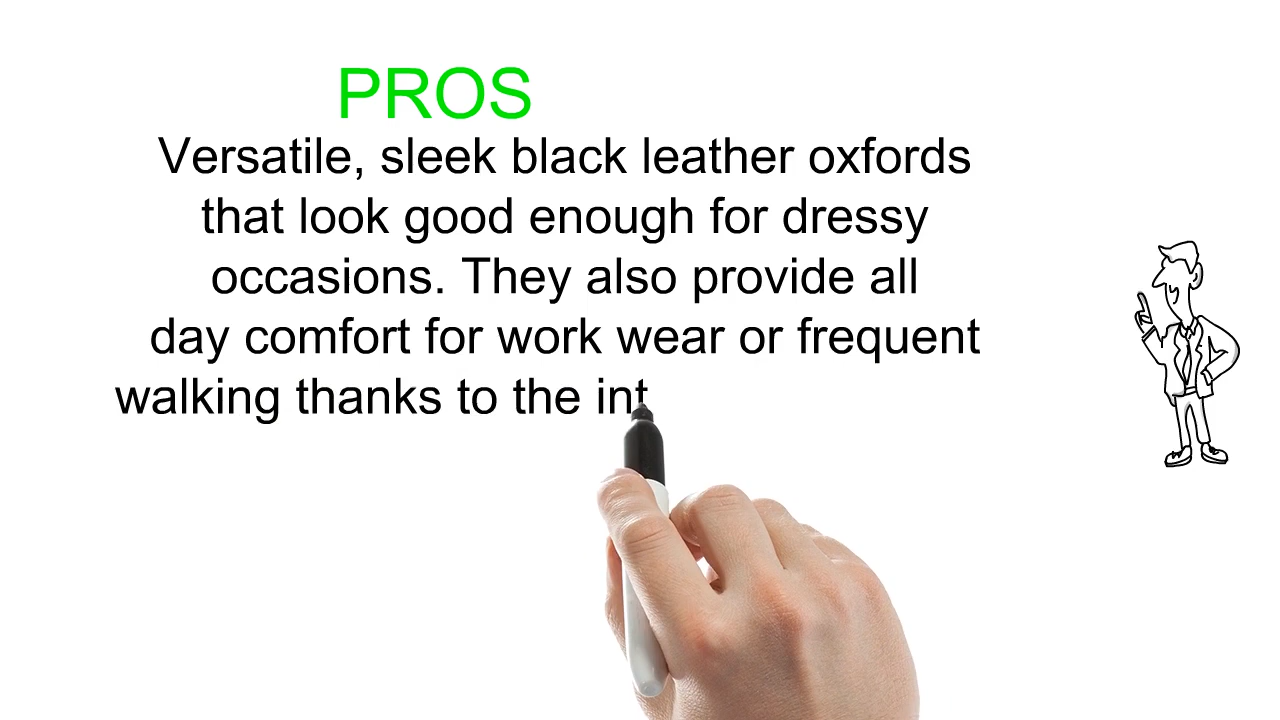 PROS
Versatile, sleek black leather oxfords
that look good enough for dressy
occasions. They also provide all
day comfort for work wear or frequent
walking thanks to the int